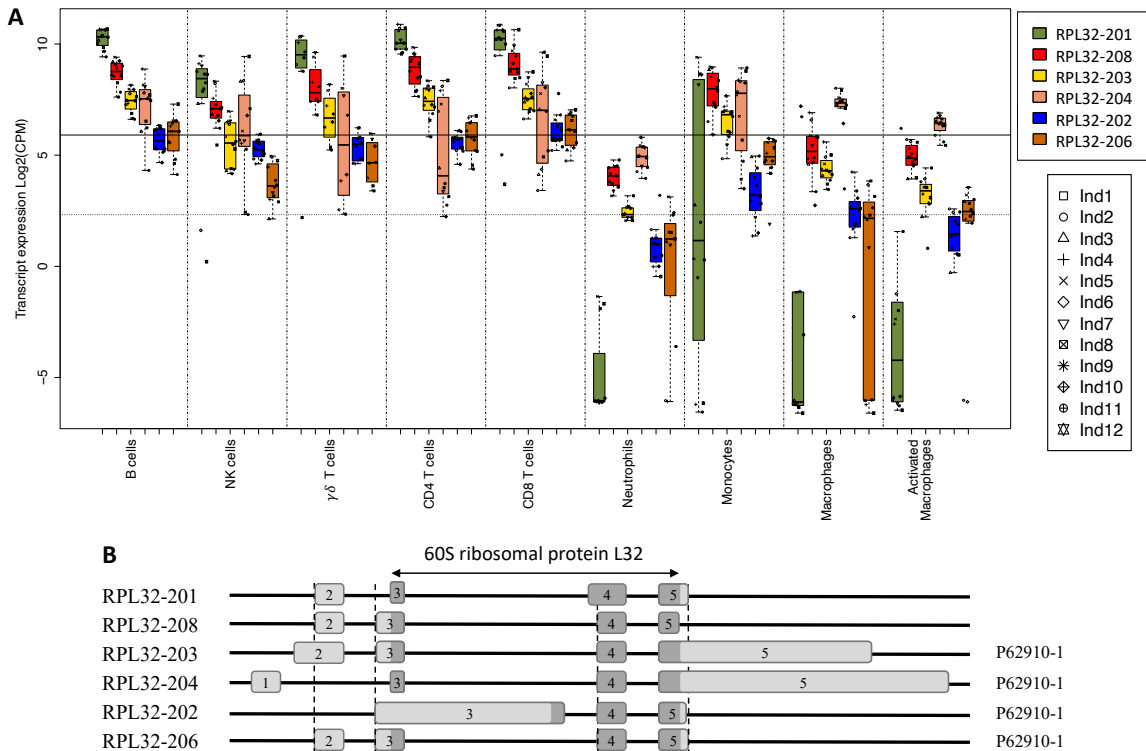 A
Transcript expression Log2(CPM)
10
5
0
−5
B cells
NK cells
γδ T cells
CD4 T cells
CD8 T cells
Neutrophils
Monocytes
Macrophages
Activated
Macrophages
RPL32-201
RPL32-208
RPL32-203
RPL32-204
RPL32-202
RPL32-206
Ind1
Ind2
Ind3
Ind4
Ind5
Ind6
Ind7
Ind8
Ind9
Ind10
Ind11
Ind12
B
60S ribosomal protein L32
RPL32-201 2 3 4 5
RPL32-208 2 3 4 5
RPL32-203 2 3 4 5 P62910-1
RPL32-204 1 3 4 5 P62910-1
RPL32-202 3 4 5 P62910-1
RPL32-206 2 3 4 5 P62910-1